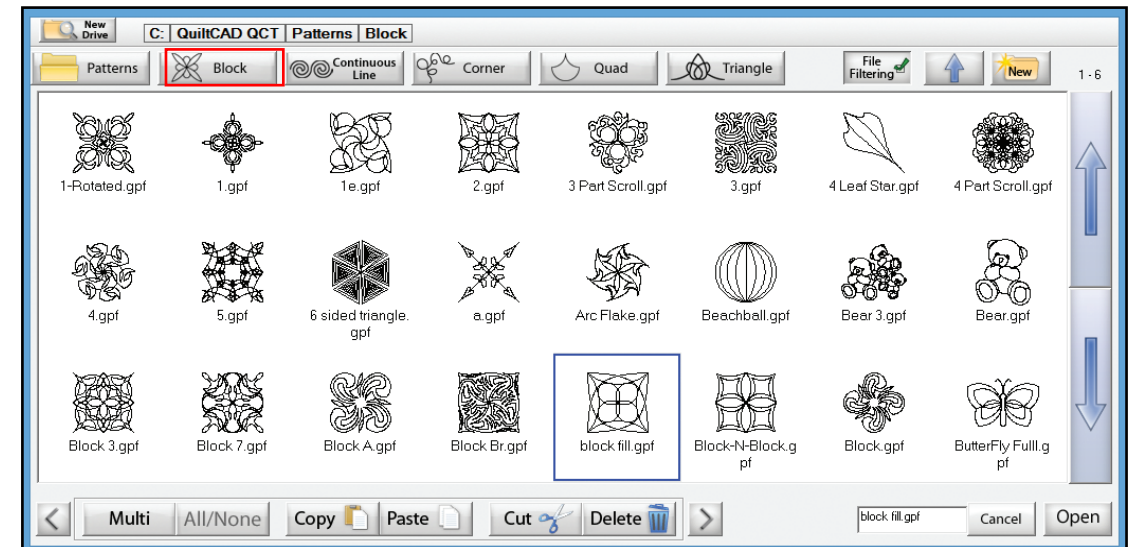 New
Drive
C: QuiltCAD QCT Patterns Block
Patterns
Block
Continuous
Line
Corner
Quad
Triangle
File
Filtering
New
1 - 6
1-Rotated.gpf
1.gpf
1e.gpf
2.gpf
3 Part Scroll.gpf
3.gpf
4 Leaf Star.gpf
4 Part Scroll.gpf
4.gpf
5.gpf
6 sided triangle.
gpf
a.gpf
Arc Flake.gpf
Beachball.gpf
Bear 3.gpf
Bear.gpf
Block 3.gpf
Block 7.gpf
Block A.gpf
Block Br.gpf
block fill.gpf
Block-N-Block.g
pf
Block.gpf
ButterFly Fulll.g
pf
Multi
All/None
Copy
Paste
Cut
Delete
block fill.gpf
Cancel
Open